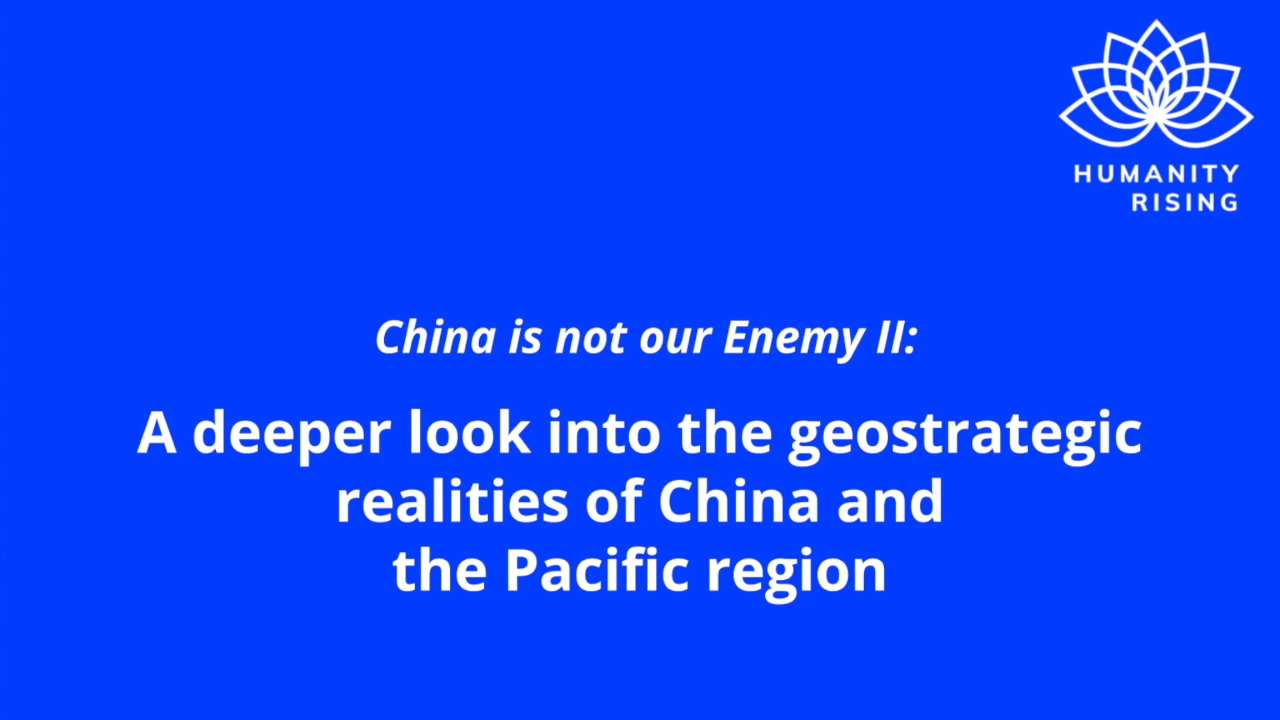 HUMANITY
RISING
China is not our Enemy II:
A deeper look into the geostrategic
realities of China and
the Pacific region